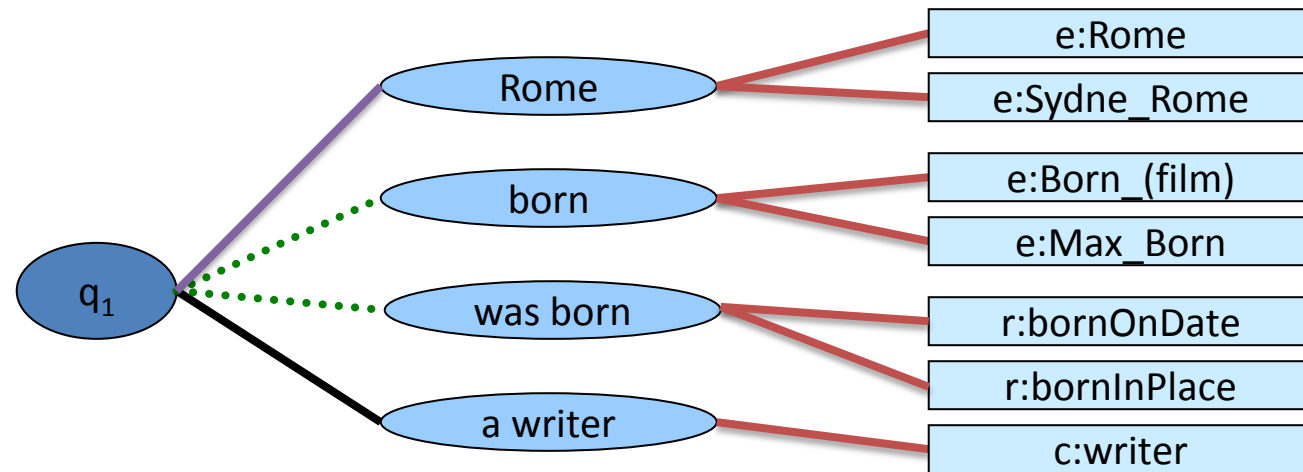 q₁
Rome
born
was born
a writer
e:Rome
e:Sydne_Rome
e:Born_(film)
e:Max_Born
r:bornOnDate
r:bornInPlace
c:writer